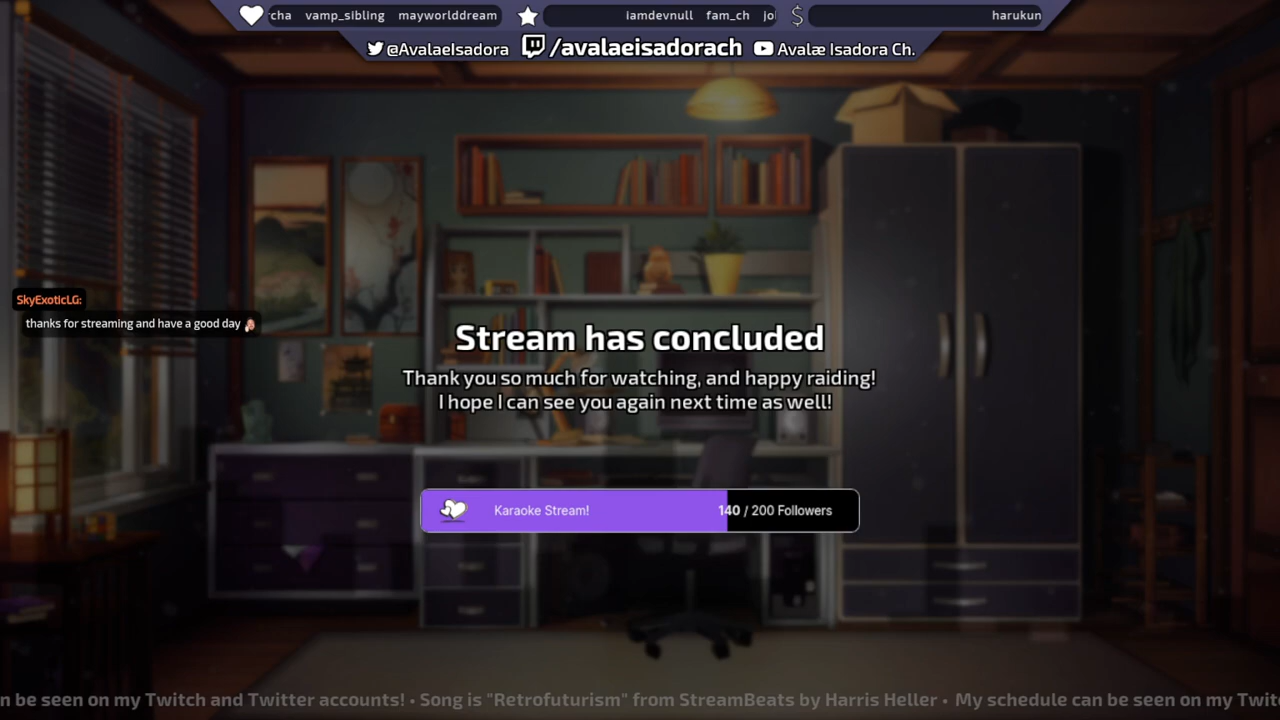 vamp_sibling mayworlddream
iamdevnull fam_ch
$ harukun
@AvalaeIsadora /avalaeisadorach Avalæ Isadora Ch.
SkyExoticLG:
thanks for streaming and have a good day
Stream has concluded
Thank you so much for watching, and happy raiding!
I hope I can see you again next time as well!
Karaoke Stream! 140 / 200 Followers
n be seen on my Twitch and Twitter accounts! • Song is "Retrofuturism" from StreamBeats by Harris Heller • My schedule can be seen on my Twit